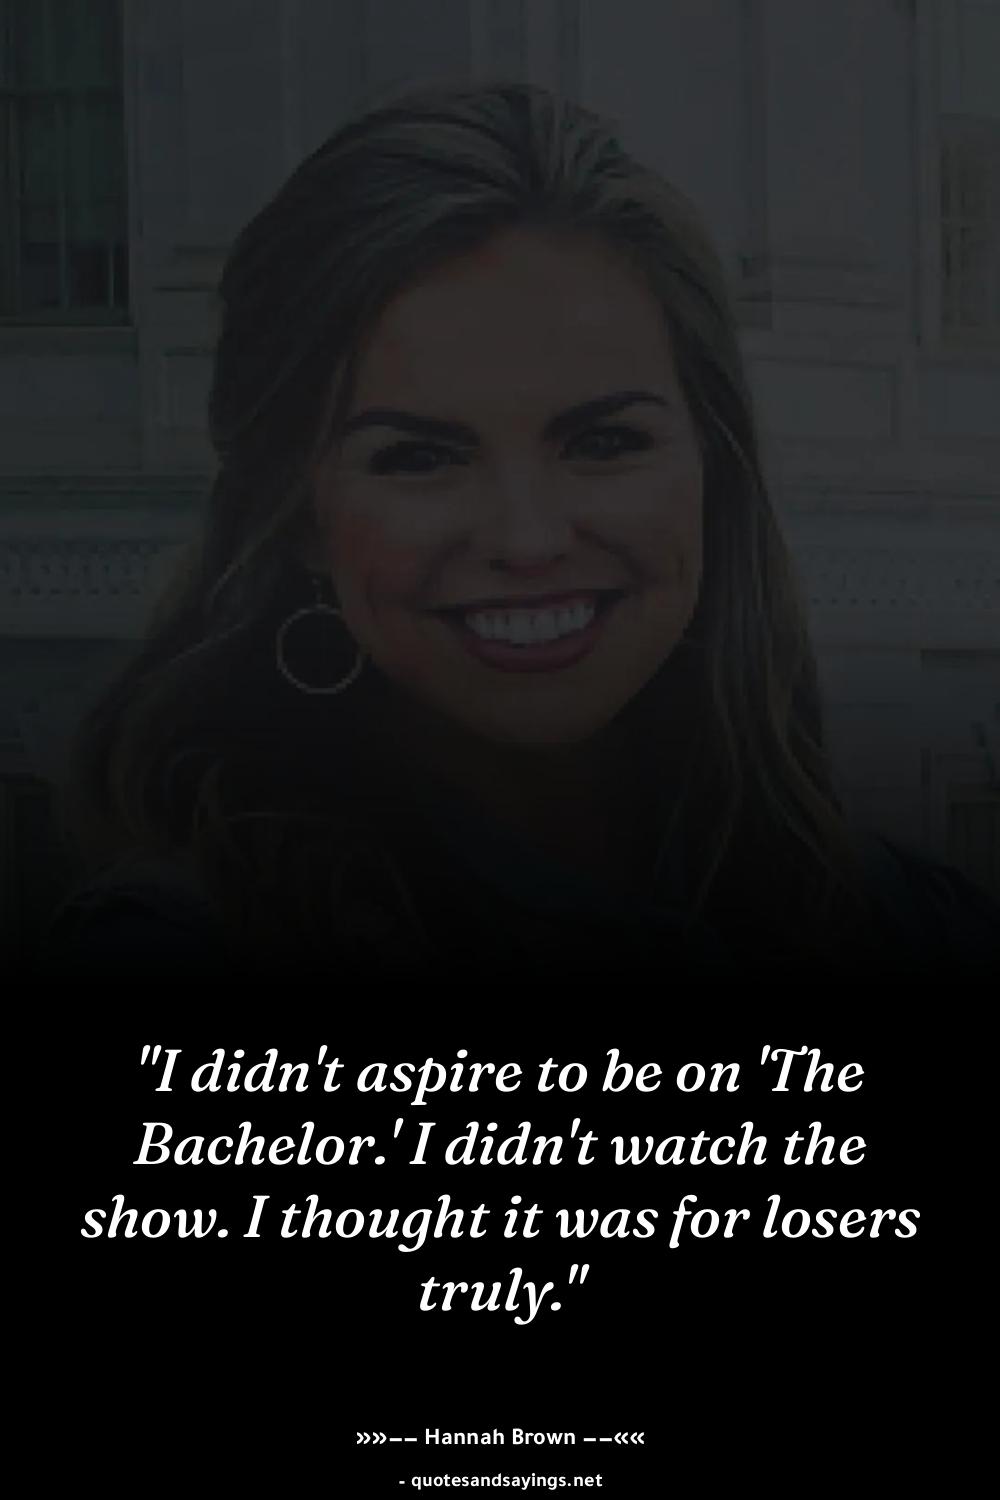 "I didn't aspire to be on 'The
Bachelor.' I didn't watch the
show. I thought it was for losers
truly."
»»−− Hannah Brown −−««
- quotesandsayings.net